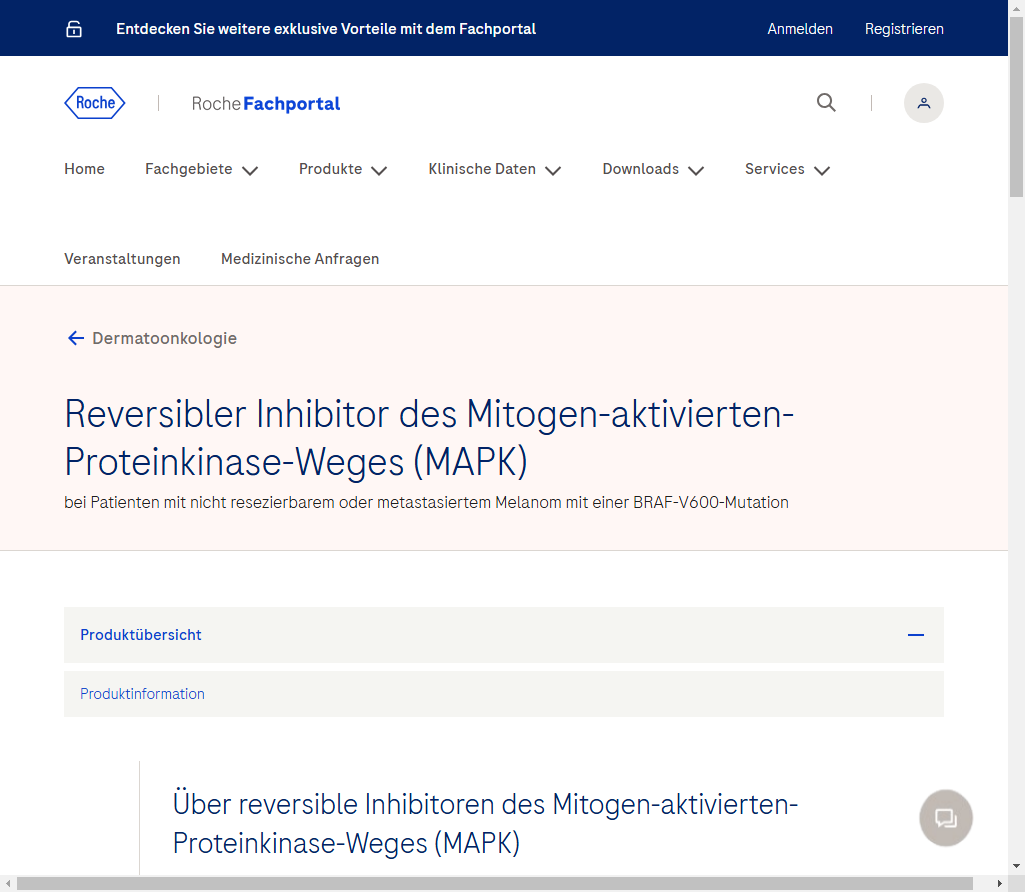 Entdecken Sie weitere exklusive Vorteile mit dem Fachportal
Anmelden
Registrieren
Roche
Roche Fachportal
Home
Fachgebiete
Produkte
Klinische Daten
Downloads
Services
Veranstaltungen
Medizinische Anfragen
Dermatoonkologie
Reversibler Inhibitor des Mitogen-aktivierten-
Proteinkinase-Weges (MAPK)
bei Patienten mit nicht resezierbarem oder metastasiertem Melanom mit einer BRAF-V600-Mutation
Produktübersicht
Produktinformation
Über reversible Inhibitoren des Mitogen-aktivierten-
Proteinkinase-Weges (MAPK)